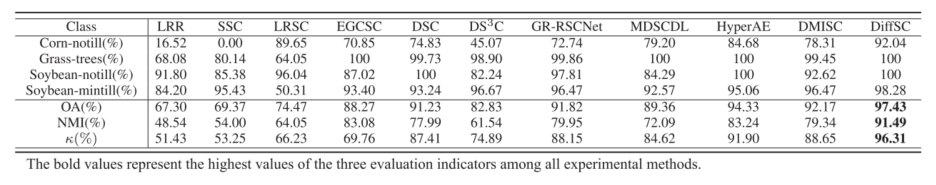 Class LRR SSC LRSC EGCSC DSC DS³C GR-RSCNet MDSCDL HyperAE DMISC DiffSC
Corn-notill(%) 16.52 0.00 89.65 70.85 74.83 45.07 72.74 79.20 84.68 78.31 92.04
Grass-trees(%) 68.08 80.14 64.05 100 99.73 98.90 99.86 100 100 99.45 100
Soybean-notill(%) 91.80 85.38 96.04 87.02 100 82.24 97.81 84.29 100 92.62 100
Soybean-mintill(%) 84.20 95.43 50.31 93.40 93.24 96.67 96.47 92.57 95.06 96.47 98.28
OA(%) 67.30 69.37 74.47 88.27 91.23 82.83 91.82 89.36 94.33 92.17 97.43
NMI(%) 48.54 54.00 64.05 83.08 77.99 61.54 79.95 72.09 83.24 79.34 91.49
κ(%) 51.43 53.25 66.23 69.76 87.41 74.89 88.15 84.62 91.90 88.65 96.31
The bold values represent the highest values of the three evaluation indicators among all experimental methods.